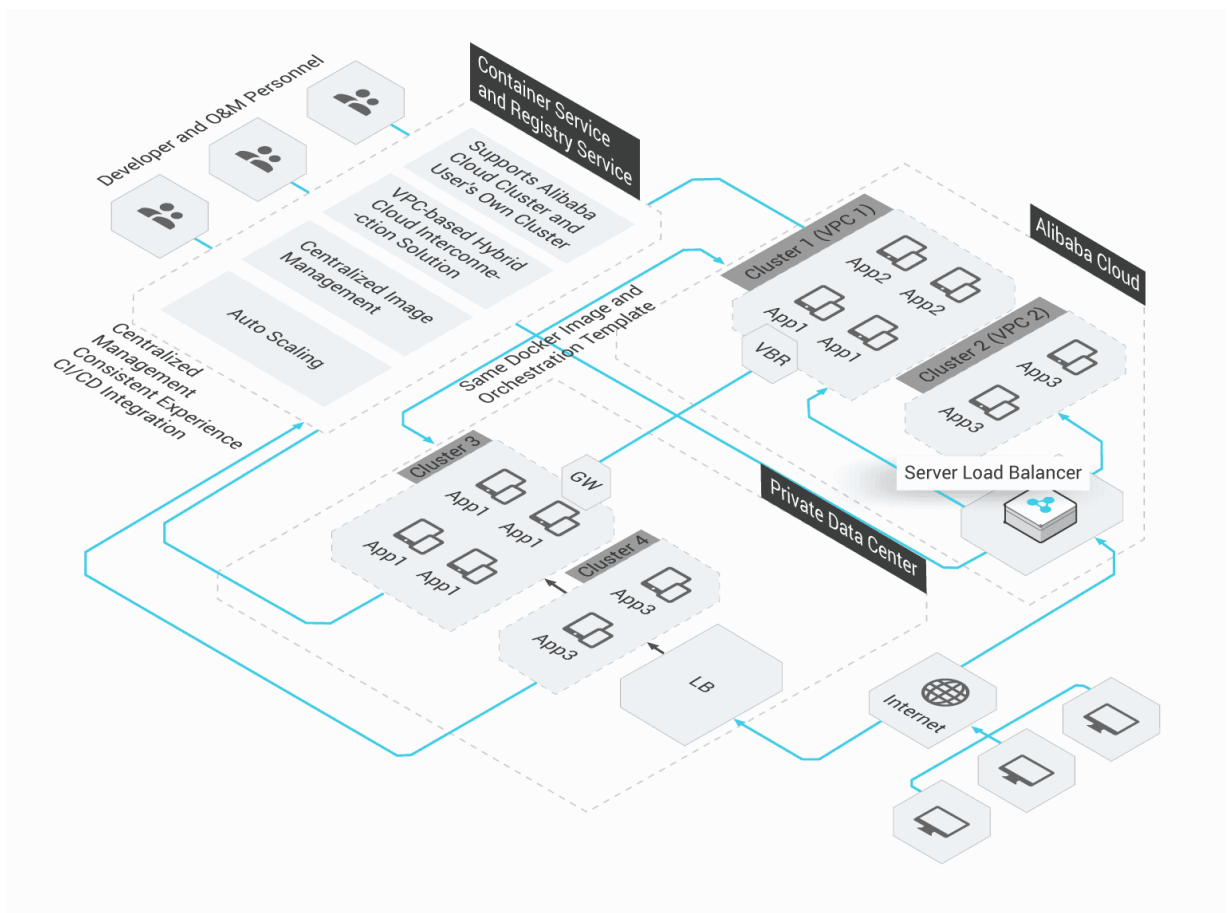 Developer and O&M Personnel
Container Service
and Registry Service
Supports Alibaba
Cloud Cluster and
User's Own Cluster
VPC-based Hybrid
Cloud Interconne-
-ction Solution
Centralized Image
Management
Auto Scaling
Centralized
Management
Consistent Experience
CI/CD Integration
Same Docker Image and
Orchestration Template
Alibaba Cloud
Cluster 1 (VPC 1)
App2
App2
App1
App1
VBR
Cluster 2 (VPC 2)
App3
App3
Server Load Balancer
Private Data Center
Cluster 3
GW
App1
App1
App1
App1
Cluster 4
App3
App3
LB
Internet